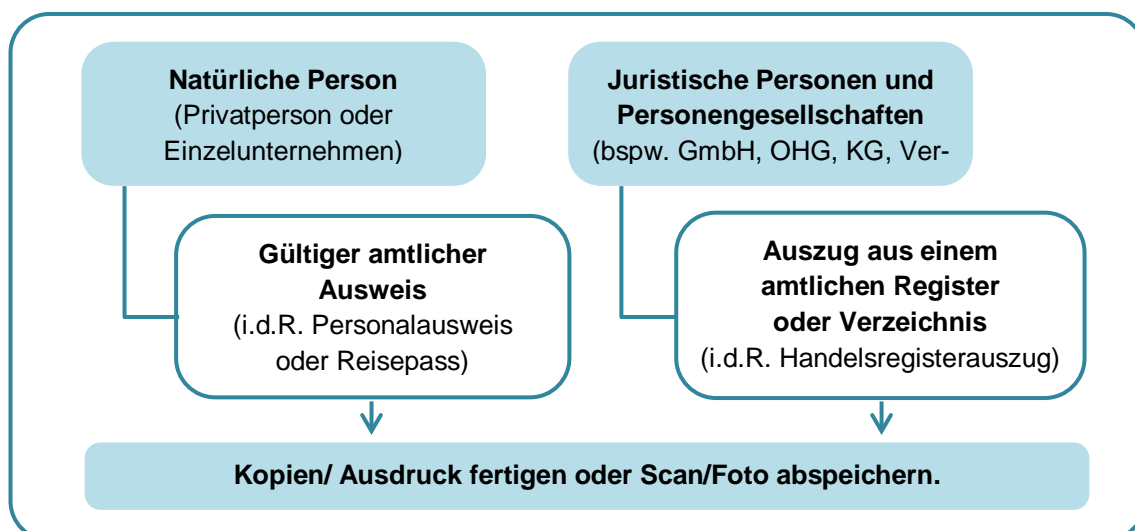 Natürliche Person
(Privatperson oder
Einzelunternehmen)
Juristische Personen und
Personengesellschaften
(bspw. GmbH, OHG, KG, Ver-
Gültiger amtlicher
Ausweis
(i.d.R. Personalausweis
oder Reisepass)
Auszug aus einem
amtlichen Register
oder Verzeichnis
(i.d.R. Handelsregisterauszug)
Kopien/ Ausdruck fertigen oder Scan/Foto abspeichern.